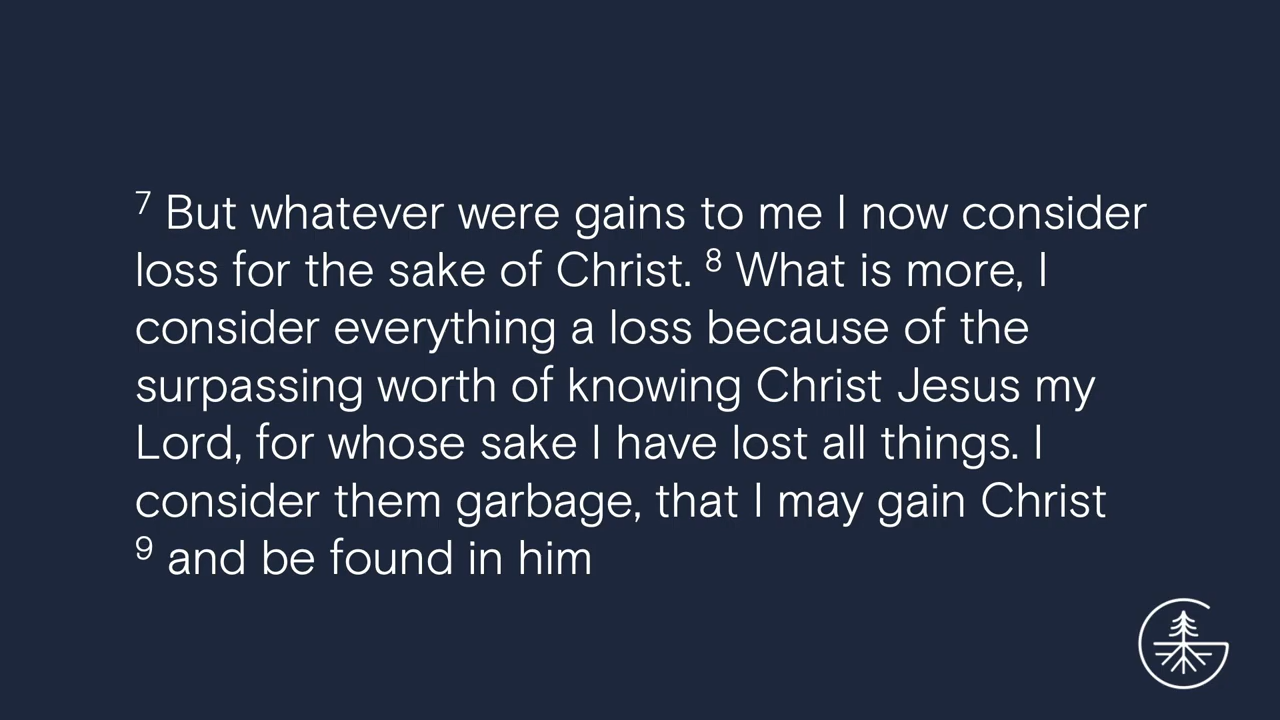 ⁷ But whatever were gains to me I now consider
loss for the sake of Christ. ⁸ What is more, I
consider everything a loss because of the
surpassing worth of knowing Christ Jesus my
Lord, for whose sake I have lost all things. I
consider them garbage, that I may gain Christ
⁹ and be found in him